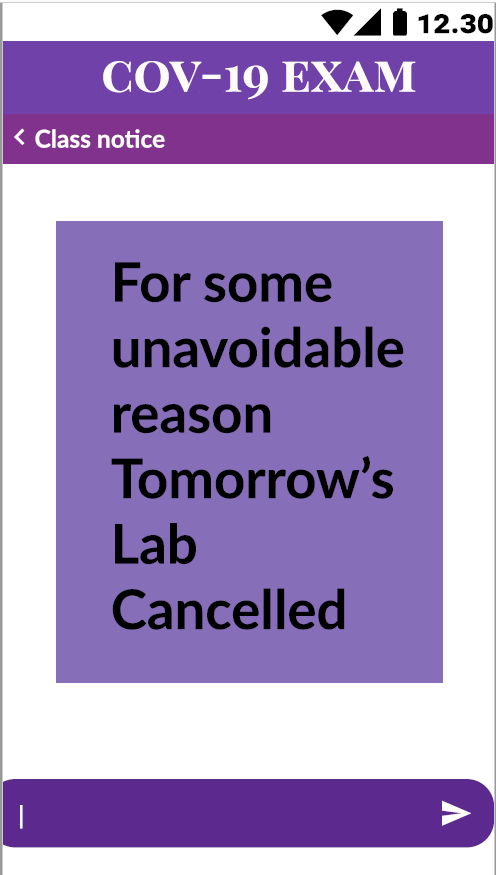 12.30
COV-19 EXAM
Class notice
For some
unavoidable
reason
Tomorrow’s
Lab
Cancelled